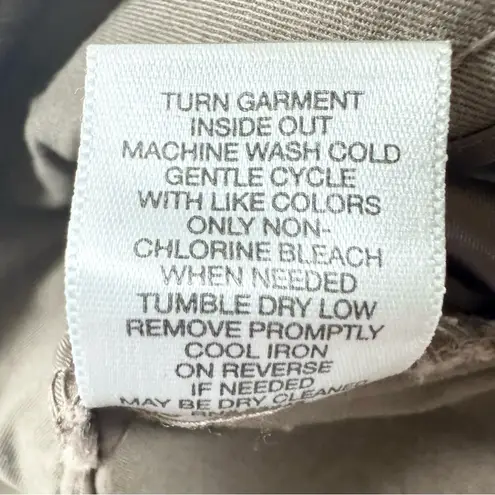 TURN GARMENT
INSIDE OUT
MACHINE WASH COLD
GENTLE CYCLE
WITH LIKE COLORS
ONLY NON-
CHLORINE BLEACH
WHEN NEEDED
TUMBLE DRY LOW
REMOVE PROMPTLY
COOL IRON
ON REVERSE
IF NEEDED
MAY BE DRY CLEANED